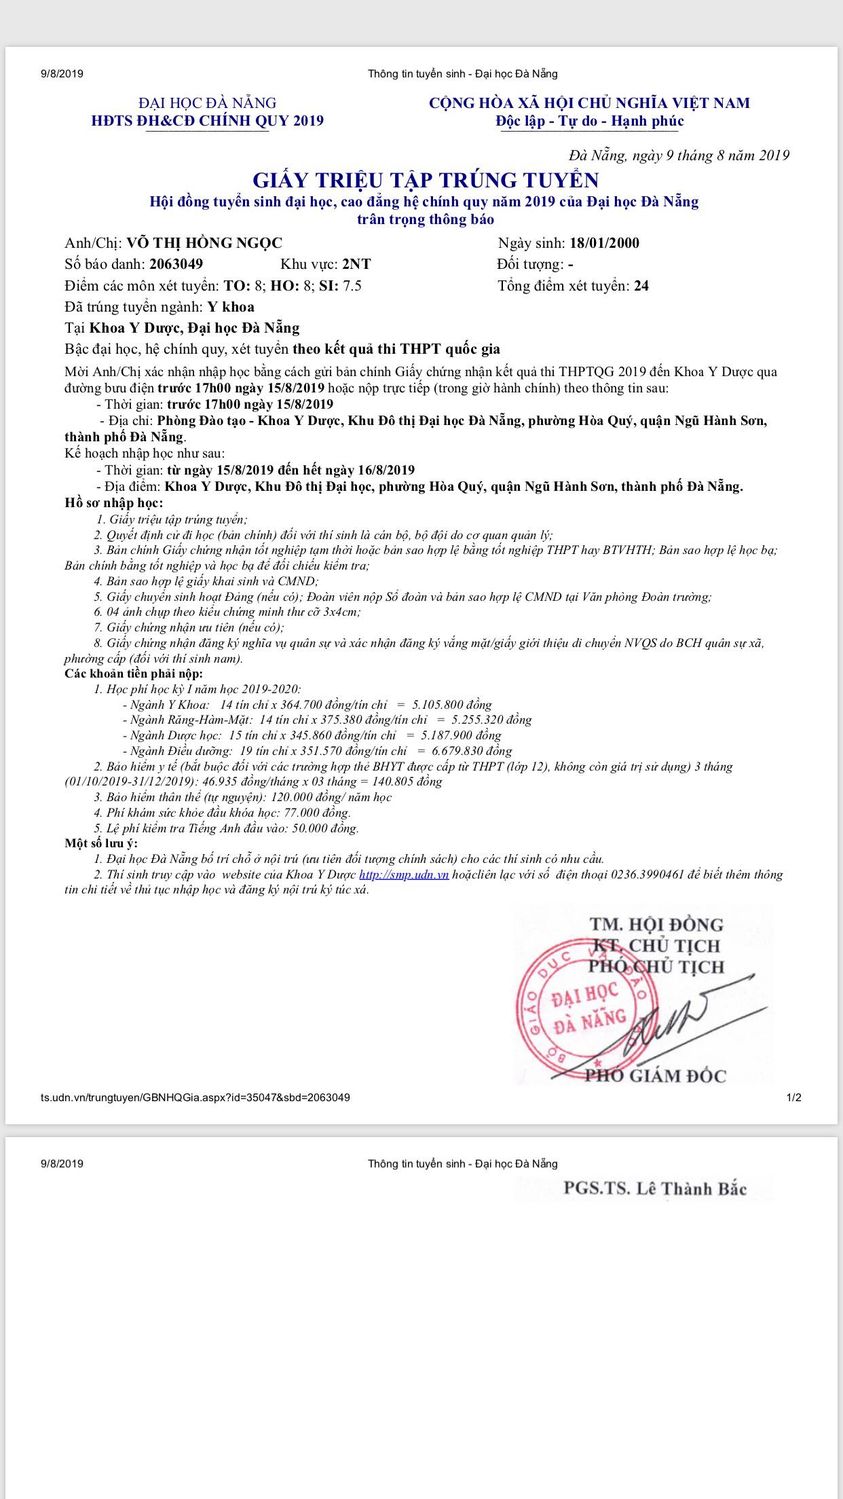 9/8/2019 Thông tin tuyển sinh - Đại học Đà Nẵng
ĐẠI HỌC ĐÀ NẴNG
HĐTS ĐH&CĐ CHÍNH QUY 2019
CỘNG HÒA XÃ HỘI CHỦ NGHĨA VIỆT NAM
Độc lập - Tự do - Hạnh phúc
Đà Nẵng, ngày 9 tháng 8 năm 2019
GIẤY TRIỆU TẬP TRÚNG TUYỂN
Hội đồng tuyển sinh đại học, cao đẳng hệ chính quy năm 2019 của Đại học Đà Nẵng
trân trọng thông báo
Anh/Chị: VÕ THỊ HỒNG NGỌC Ngày sinh: 18/01/2000
Số báo danh: 2063049 Khu vực: 2NT Đối tượng: -
Điểm các môn xét tuyển: TO: 8; HO: 8; SI: 7.5 Tổng điểm xét tuyển: 24
Đã trúng tuyển ngành: Y khoa
Tại Khoa Y Dược, Đại học Đà Nẵng
Bậc đại học, hệ chính quy, xét tuyển theo kết quả thi THPT quốc gia
Mời Anh/Chị xác nhận nhập học bằng cách gửi bản chính Giấy chứng nhận kết quả thi THPTQG 2019 đến Khoa Y Dược qua
đường bưu điện trước 17h00 ngày 15/8/2019 hoặc nộp trực tiếp (trong giờ hành chính) theo thông tin sau:
- Thời gian: trước 17h00 ngày 15/8/2019
- Địa chỉ: Phòng Đào tạo - Khoa Y Dược, Khu Đô thị Đại học Đà Nẵng, phường Hòa Quý, quận Ngũ Hành Sơn,
thành phố Đà Nẵng.
Kế hoạch nhập học như sau:
- Thời gian: từ ngày 15/8/2019 đến hết ngày 16/8/2019
- Địa điểm: Khoa Y Dược, Khu Đô thị Đại học, phường Hòa Quý, quận Ngũ Hành Sơn, thành phố Đà Nẵng.
Hồ sơ nhập học:
1. Giấy triệu tập trúng tuyển;
2. Quyết định cử đi học (bản chính) đối với thí sinh là cán bộ, bộ đội do cơ quan quản lý;
3. Bản chính Giấy chứng nhận tốt nghiệp tạm thời hoặc bản sao hợp lệ bằng tốt nghiệp THPT hay BTVHTH; Bản sao hợp lệ học bạ;
Bản chính bằng tốt nghiệp và học bạ để đối chiếu kiểm tra;
4. Bản sao hợp lệ giấy khai sinh và CMND;
5. Giấy chuyển sinh hoạt Đảng (nếu có); Đoàn viên nộp Sổ đoàn và bản sao hợp lệ CMND tại Văn phòng Đoàn trường;
6. 04 ảnh chụp theo kiểu chứng minh thư cỡ 3x4cm;
7. Giấy chứng nhận ưu tiên (nếu có);
8. Giấy chứng nhận đăng ký nghĩa vụ quân sự và xác nhận đăng ký vắng mặt/giấy giới thiệu di chuyển NVQS do BCH quân sự xã,
phường cấp (đối với thí sinh nam).
Các khoản tiền phải nộp:
1. Học phí học kỳ I năm học 2019-2020:
- Ngành Y Khoa: 14 tín chỉ x 364.700 đồng/tín chỉ = 5.105.800 đồng
- Ngành Răng-Hàm-Mặt: 14 tín chỉ x 375.380 đồng/tín chỉ = 5.255.320 đồng
- Ngành Dược học: 15 tín chỉ x 345.860 đồng/tín chỉ = 5.187.900 đồng
- Ngành Điều dưỡng: 19 tín chỉ x 351.570 đồng/tín chỉ = 6.679.830 đồng
2. Bảo hiểm y tế (bắt buộc đối với các trường hợp thẻ BHYT được cấp từ THPT (lớp 12), không còn giá trị sử dụng) 3 tháng
(01/10/2019-31/12/2019): 46.935 đồng/tháng x 03 tháng = 140.805 đồng
3. Bảo hiểm thân thể (tự nguyện): 120.000 đồng/ năm học
4. Phí khám sức khỏe đầu khóa học: 77.000 đồng.
5. Lệ phí kiểm tra Tiếng Anh đầu vào: 50.000 đồng.
Một số lưu ý:
1. Đại học Đà Nẵng bố trí chỗ ở nội trú (ưu tiên đối tượng chính sách) cho các thí sinh có nhu cầu.
2. Thí sinh truy cập vào website của Khoa Y Dược http://smp.udn.vn hoặcliên lạc với số điện thoại 0236.3990461 để biết thêm thông
tin chi tiết về thủ tục nhập học và đăng ký nội trú ký túc xá.
TM. HỘI ĐỒNG
KT. CHỦ TỊCH
PHÓ CHỦ TỊCH
BỘ GIÁO DỤC VÀ ĐÀO
ĐẠI HỌC
ĐÀ NẴNG
PHÓ GIÁM ĐỐC
ts.udn.vn/trungtuyen/GBNHQGia.aspx?id=35047&sbd=2063049 1/2
9/8/2019 Thông tin tuyển sinh - Đại học Đà Nẵng
PGS.TS. Lê Thành Bắc